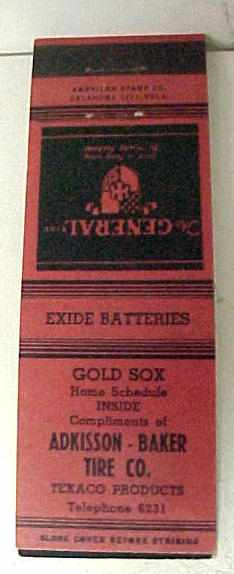 AMERICAN STAMP CO.
OKLAHOMA CITY, OKLA.
The GENERAL TIRE
EXIDE BATTERIES
GOLD SOX
Home Schedule
INSIDE
Compliments of
ADKISSON - BAKER
TIRE CO.
TEXACO PRODUCTS
Telephone 6231
CLOSE COVER BEFORE STRIKING